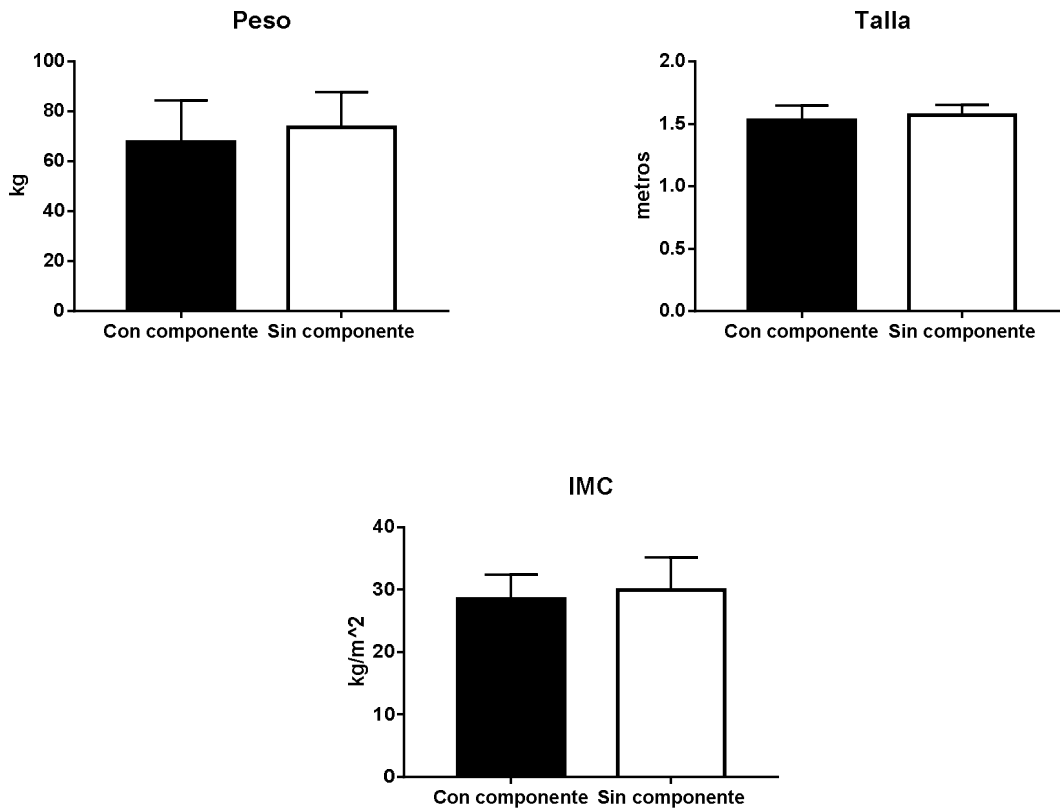 Peso
100
80
60
40
20
0
kg
Con componente Sin componente
Talla
2.0
1.5
1.0
0.5
0.0
metros
Con componente Sin componente
IMC
40
30
20
10
0
kg/m^2
Con componente Sin componente